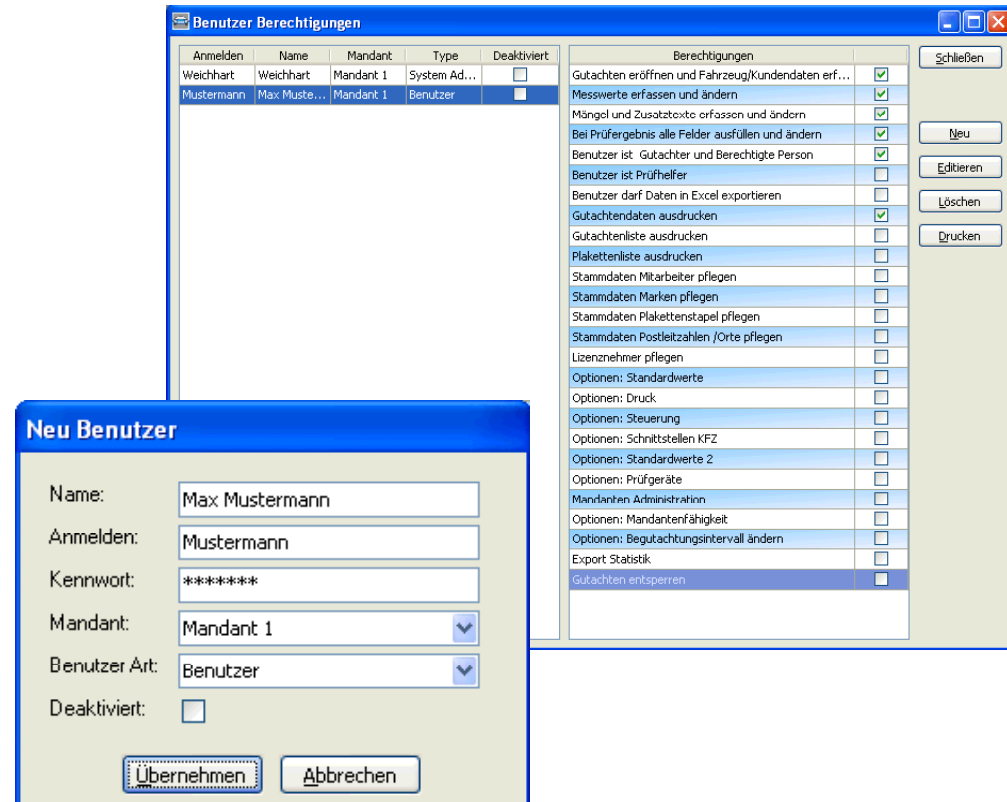 Benutzer Berechtigungen
Anmelden Name Mandant Type Deaktiviert
Weichhart Weichhart Mandant 1 System Ad...
Mustermann Max Muste... Mandant 1 Benutzer
Berechtigungen
Gutachten eröffnen und Fahrzeug/Kundendaten erf...
Messwerte erfassen und ändern
Mängel und Zusatztexte erfassen und ändern
Bei Prüfergebnis alle Felder ausfüllen und ändern
Benutzer ist Gutachter und Berechtigte Person
Benutzer ist Prüfhelfer
Benutzer darf Daten in Excel exportieren
Gutachtendaten ausdrucken
Gutachtenliste ausdrucken
Plakettenliste ausdrucken
Stammdaten Mitarbeiter pflegen
Stammdaten Marken pflegen
Stammdaten Plakettenstapel pflegen
Stammdaten Postleitzahlen /Orte pflegen
Lizenznehmer pflegen
Optionen: Standardwerte
Optionen: Druck
Optionen: Steuerung
Optionen: Schnittstellen KFZ
Optionen: Standardwerte 2
Optionen: Prüfgeräte
Mandanten Administration
Optionen: Mandantenfähigkeit
Optionen: Begutachtungsintervall ändern
Export Statistik
Gutachten entsperren
Schließen
Neu
Editieren
Löschen
Drucken
Neu Benutzer
Name: Max Mustermann
Anmelden: Mustermann
Kennwort: *******
Mandant: Mandant 1
Benutzer Art: Benutzer
Deaktiviert:
Übernehmen Abbrechen